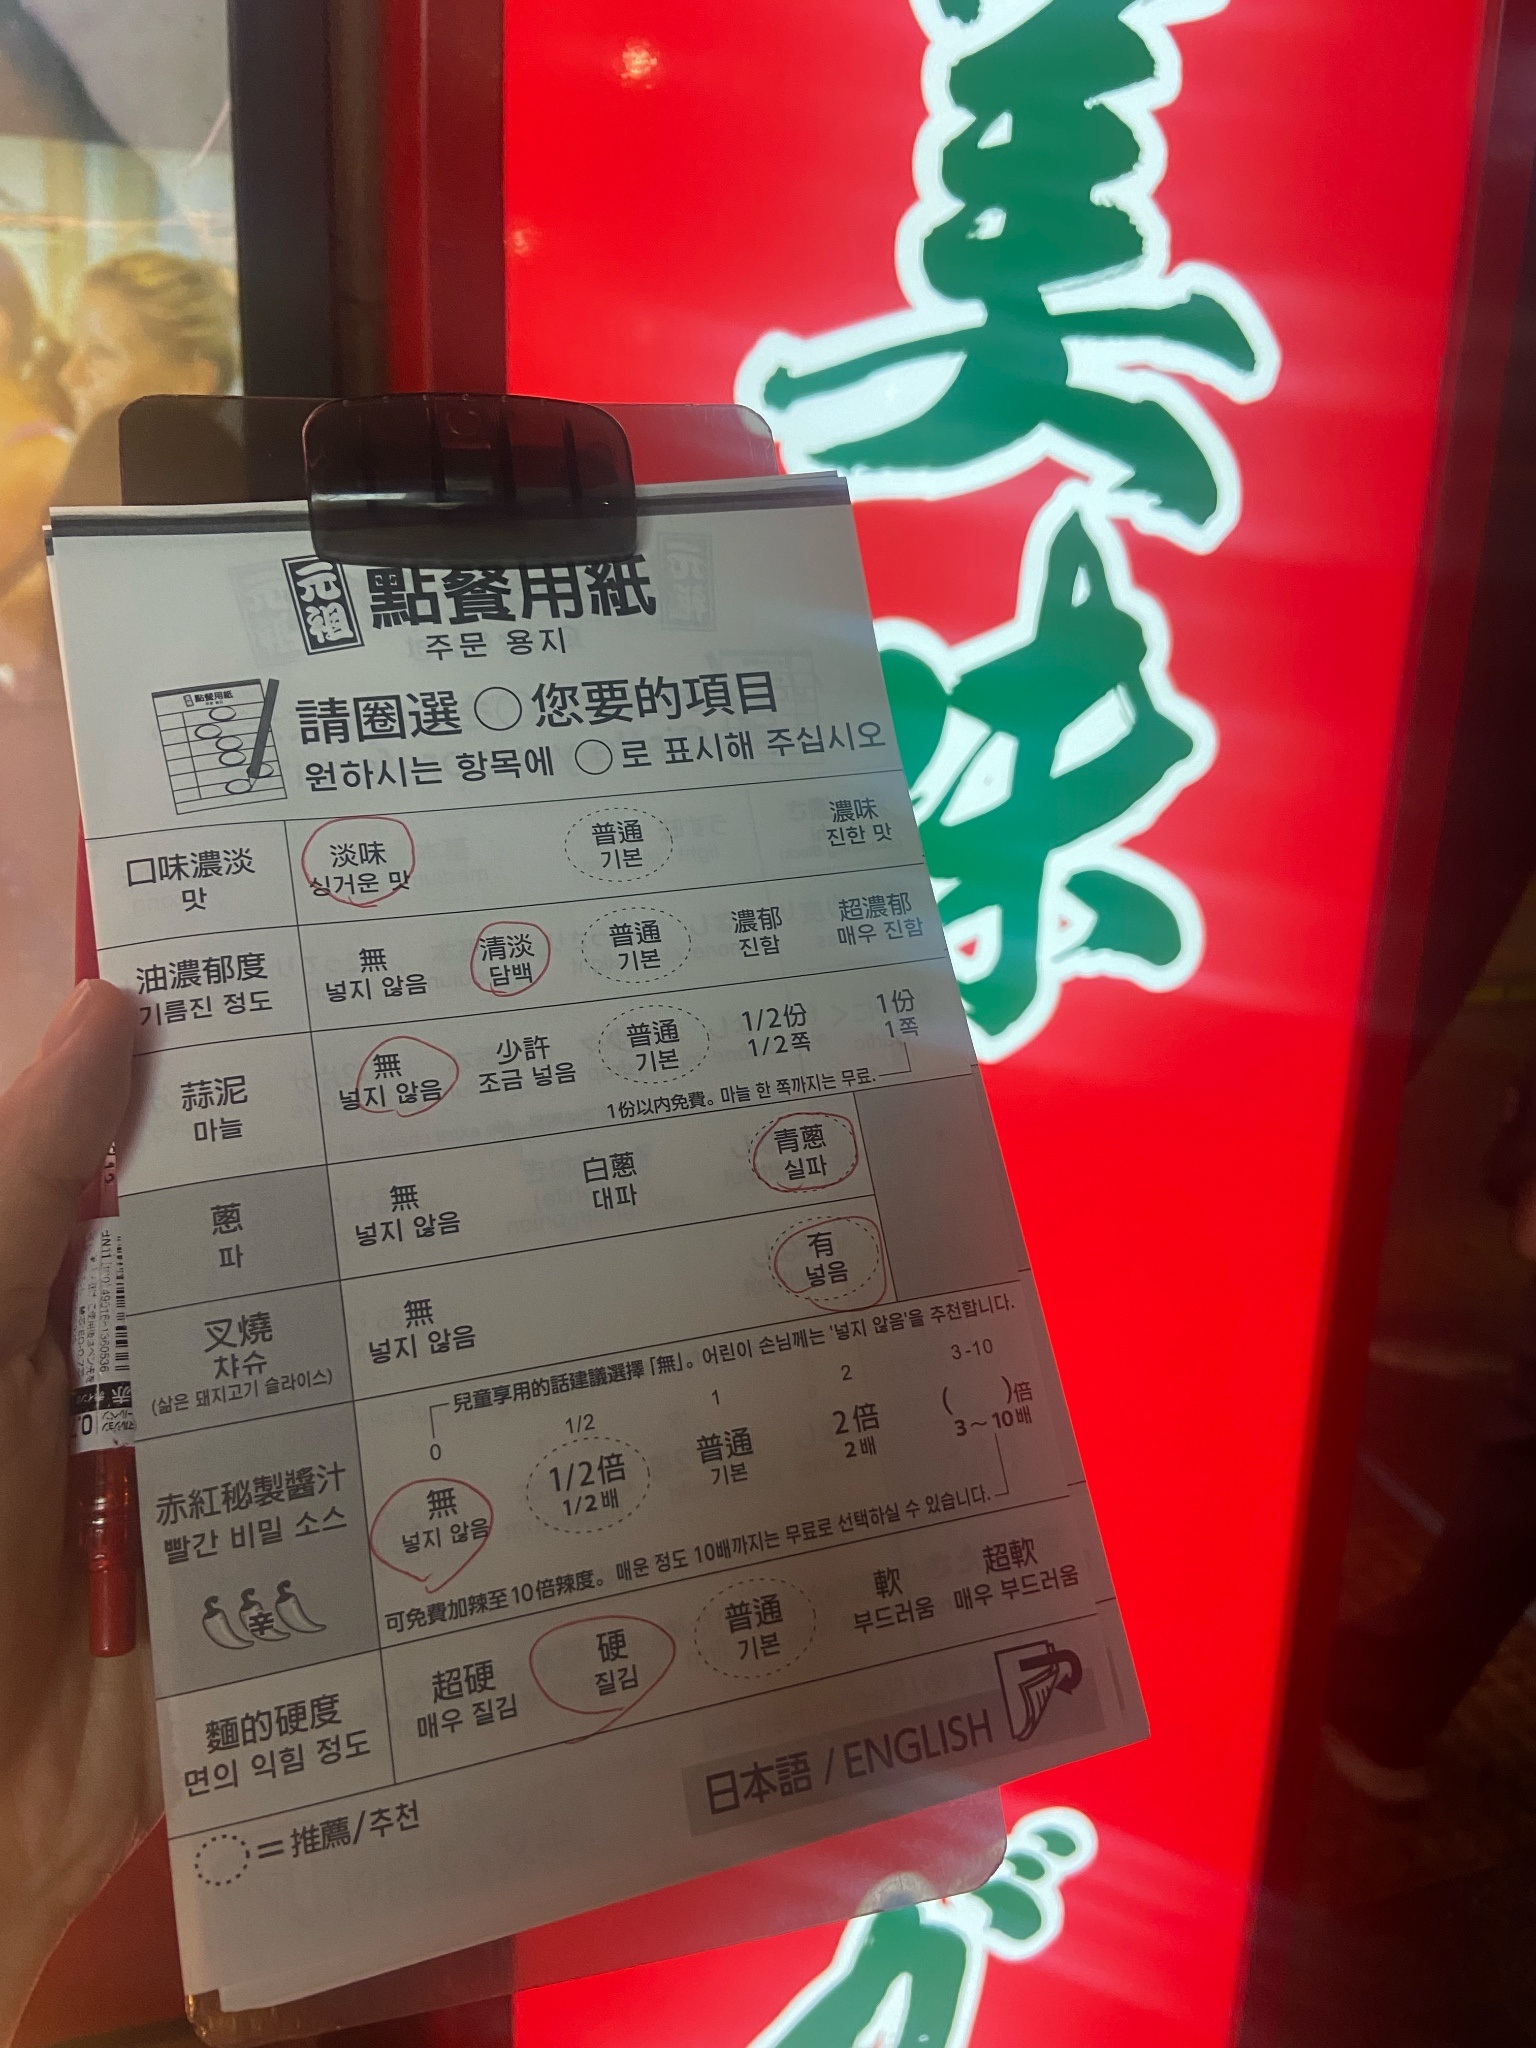 美味
ガ
元祖
點餐用紙
주문 용지
點餐用紙
請圈選 ○ 您要的項目
원하시는 항목에 ○로 표시해 주십시오
口味濃淡
맛
淡味
싱거운 맛
普通
기본
濃味
진한 맛
油濃郁度
기름진 정도
無
넣지 않음
清淡
담백
普通
기본
濃郁
진함
超濃郁
매우 진함
蒜泥
마늘
無
넣지 않음
少許
조금 넣음
普通
기본
1/2份
1/2쪽
1份
1쪽
1份以內免費。마늘 한 쪽까지는 무료.
蔥
파
無
넣지 않음
白蔥
대파
青蔥
실파
叉燒
챠슈
(삶은 돼지고기 슬라이스)
無
넣지 않음
有
넣음
兒童享用的話建議選擇「無」。어린이 손님께는 '넣지 않음'을 추천합니다.
赤紅秘製醬汁
빨간 비밀 소스
辛
0
無
넣지 않음
1/2
1/2倍
1/2배
1
普通
기본
2
2倍
2배
3-10
( )倍
3~10배
可免費加辣至10倍辣度。매운 정도 10배까지는 무료로 선택하실 수 있습니다.
麵的硬度
면의 익힘 정도
超硬
매우 질김
硬
질김
普通
기본
軟
부드러움
超軟
매우 부드러움
= 推薦/추천
日本語 / ENGLISH